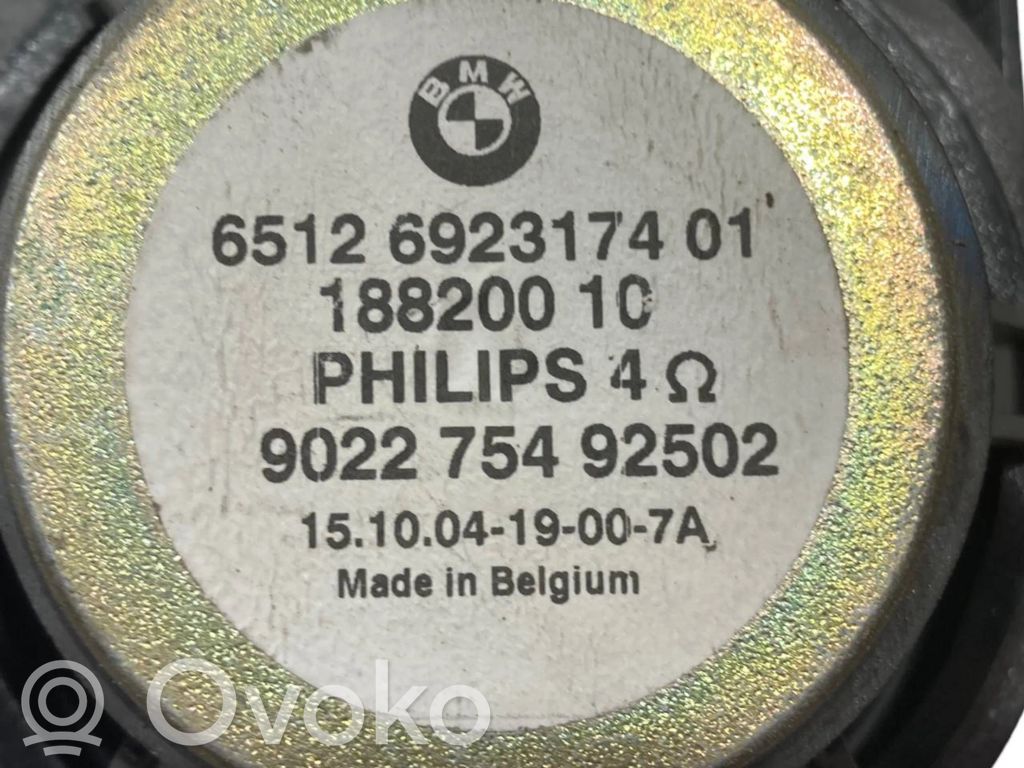 BMW
6512 6923174 01
188200 10
PHILIPS 4 Ω
9022 754 92502
15.10.04-19-00-7A
Made in Belgium
Ovoko